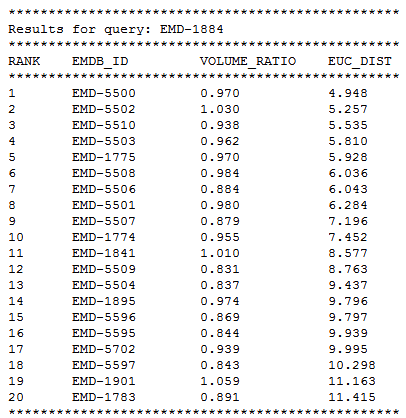 *************************************************
Results for query: EMD-1884
*************************************************
RANK EMDB_ID VOLUME_RATIO EUC_DIST
*************************************************
1 EMD-5500 0.970 4.948
2 EMD-5502 1.030 5.257
3 EMD-5510 0.938 5.535
4 EMD-5503 0.962 5.810
5 EMD-1775 0.970 5.928
6 EMD-5508 0.984 6.036
7 EMD-5506 0.884 6.043
8 EMD-5501 0.980 6.284
9 EMD-5507 0.879 7.196
10 EMD-1774 0.955 7.452
11 EMD-1841 1.010 8.577
12 EMD-5509 0.831 8.763
13 EMD-5504 0.837 9.437
14 EMD-1895 0.974 9.796
15 EMD-5596 0.869 9.797
16 EMD-5595 0.844 9.939
17 EMD-5702 0.939 9.995
18 EMD-5597 0.843 10.298
19 EMD-1901 1.059 11.163
20 EMD-1783 0.891 11.415
*************************************************